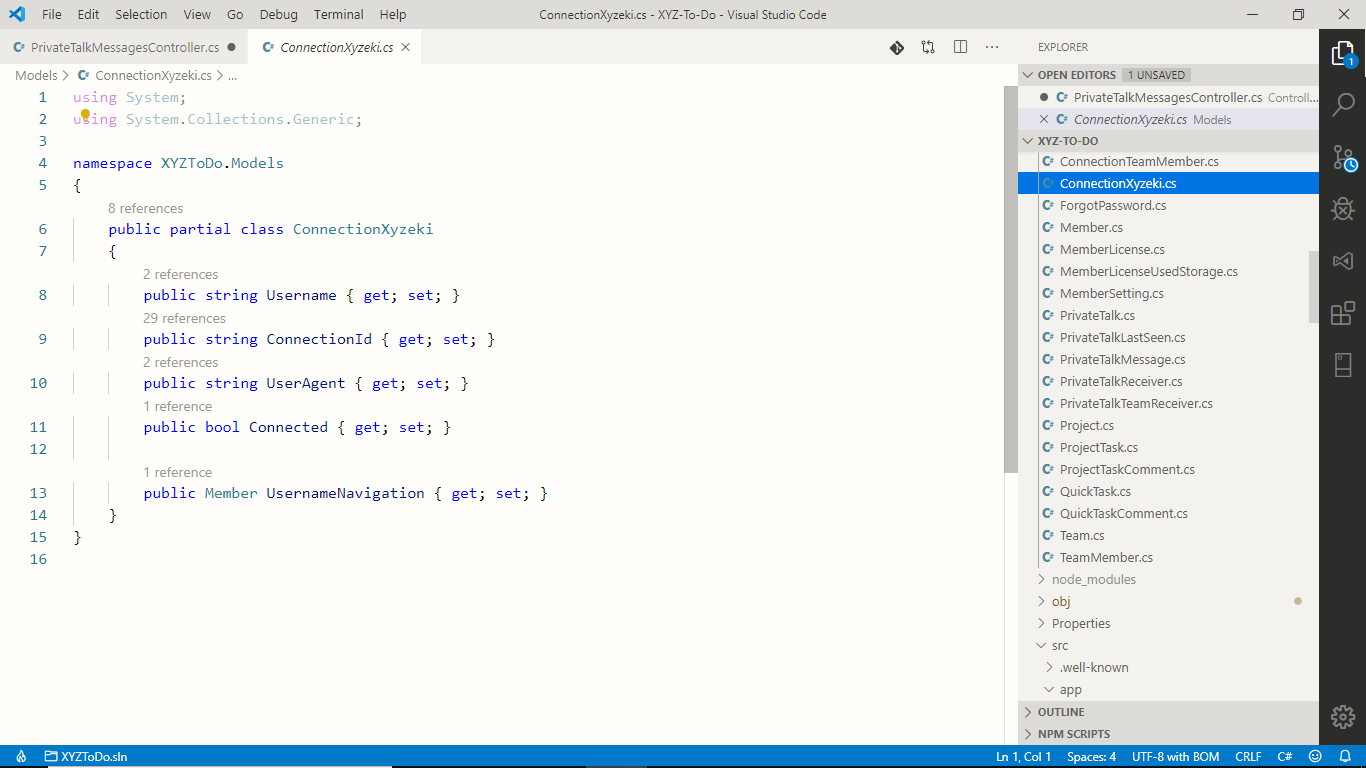 File Edit Selection View Go Debug Terminal Help ConnectionXyzeki.cs - XYZ-To-Do - Visual Studio Code
PrivateTalkMessagesController.cs ConnectionXyzeki.cs
Models > ConnectionXyzeki.cs > ...
1 using System;
2 using System.Collections.Generic;
3
4 namespace XYZToDo.Models
5 {
8 references
6 public partial class ConnectionXyzeki
7 {
2 references
8 public string Username { get; set; }
29 references
9 public string ConnectionId { get; set; }
2 references
10 public string UserAgent { get; set; }
1 reference
11 public bool Connected { get; set; }
12
1 reference
13 public Member UsernameNavigation { get; set; }
14 }
15 }
16
EXPLORER
OPEN EDITORS 1 UNSAVED
PrivateTalkMessagesController.cs Controll...
ConnectionXyzeki.cs Models
XYZ-TO-DO
ConnectionTeamMember.cs
ConnectionXyzeki.cs
ForgotPassword.cs
Member.cs
MemberLicense.cs
MemberLicenseUsedStorage.cs
MemberSetting.cs
PrivateTalk.cs
PrivateTalkLastSeen.cs
PrivateTalkMessage.cs
PrivateTalkReceiver.cs
PrivateTalkTeamReceiver.cs
Project.cs
ProjectTask.cs
ProjectTaskComment.cs
QuickTask.cs
QuickTaskComment.cs
Team.cs
TeamMember.cs
node_modules
obj
Properties
src
.well-known
app
OUTLINE
NPM SCRIPTS
1
XYZToDo.sln Ln 1, Col 1 Spaces: 4 UTF-8 with BOM CRLF C#